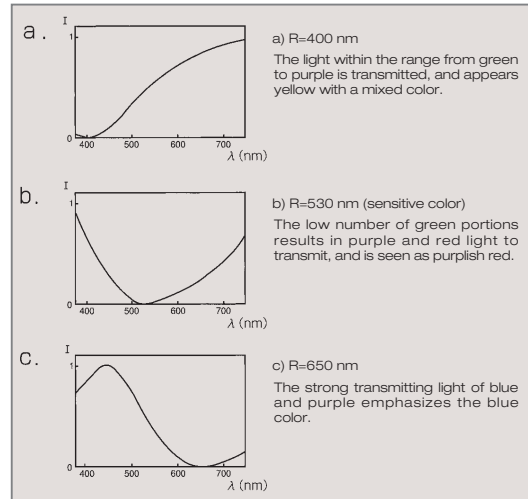 a.
I
1
0
400 500 600 700
λ (nm)
a) R=400 nm
The light within the range from green
to purple is transmitted, and appears
yellow with a mixed color.
b.
I
1
0
400 500 600 700
λ (nm)
b) R=530 nm (sensitive color)
The low number of green portions
results in purple and red light to
transmit, and is seen as purplish red.
c.
I
1
0
400 500 600 700
λ (nm)
c) R=650 nm
The strong transmitting light of blue
and purple emphasizes the blue
color.